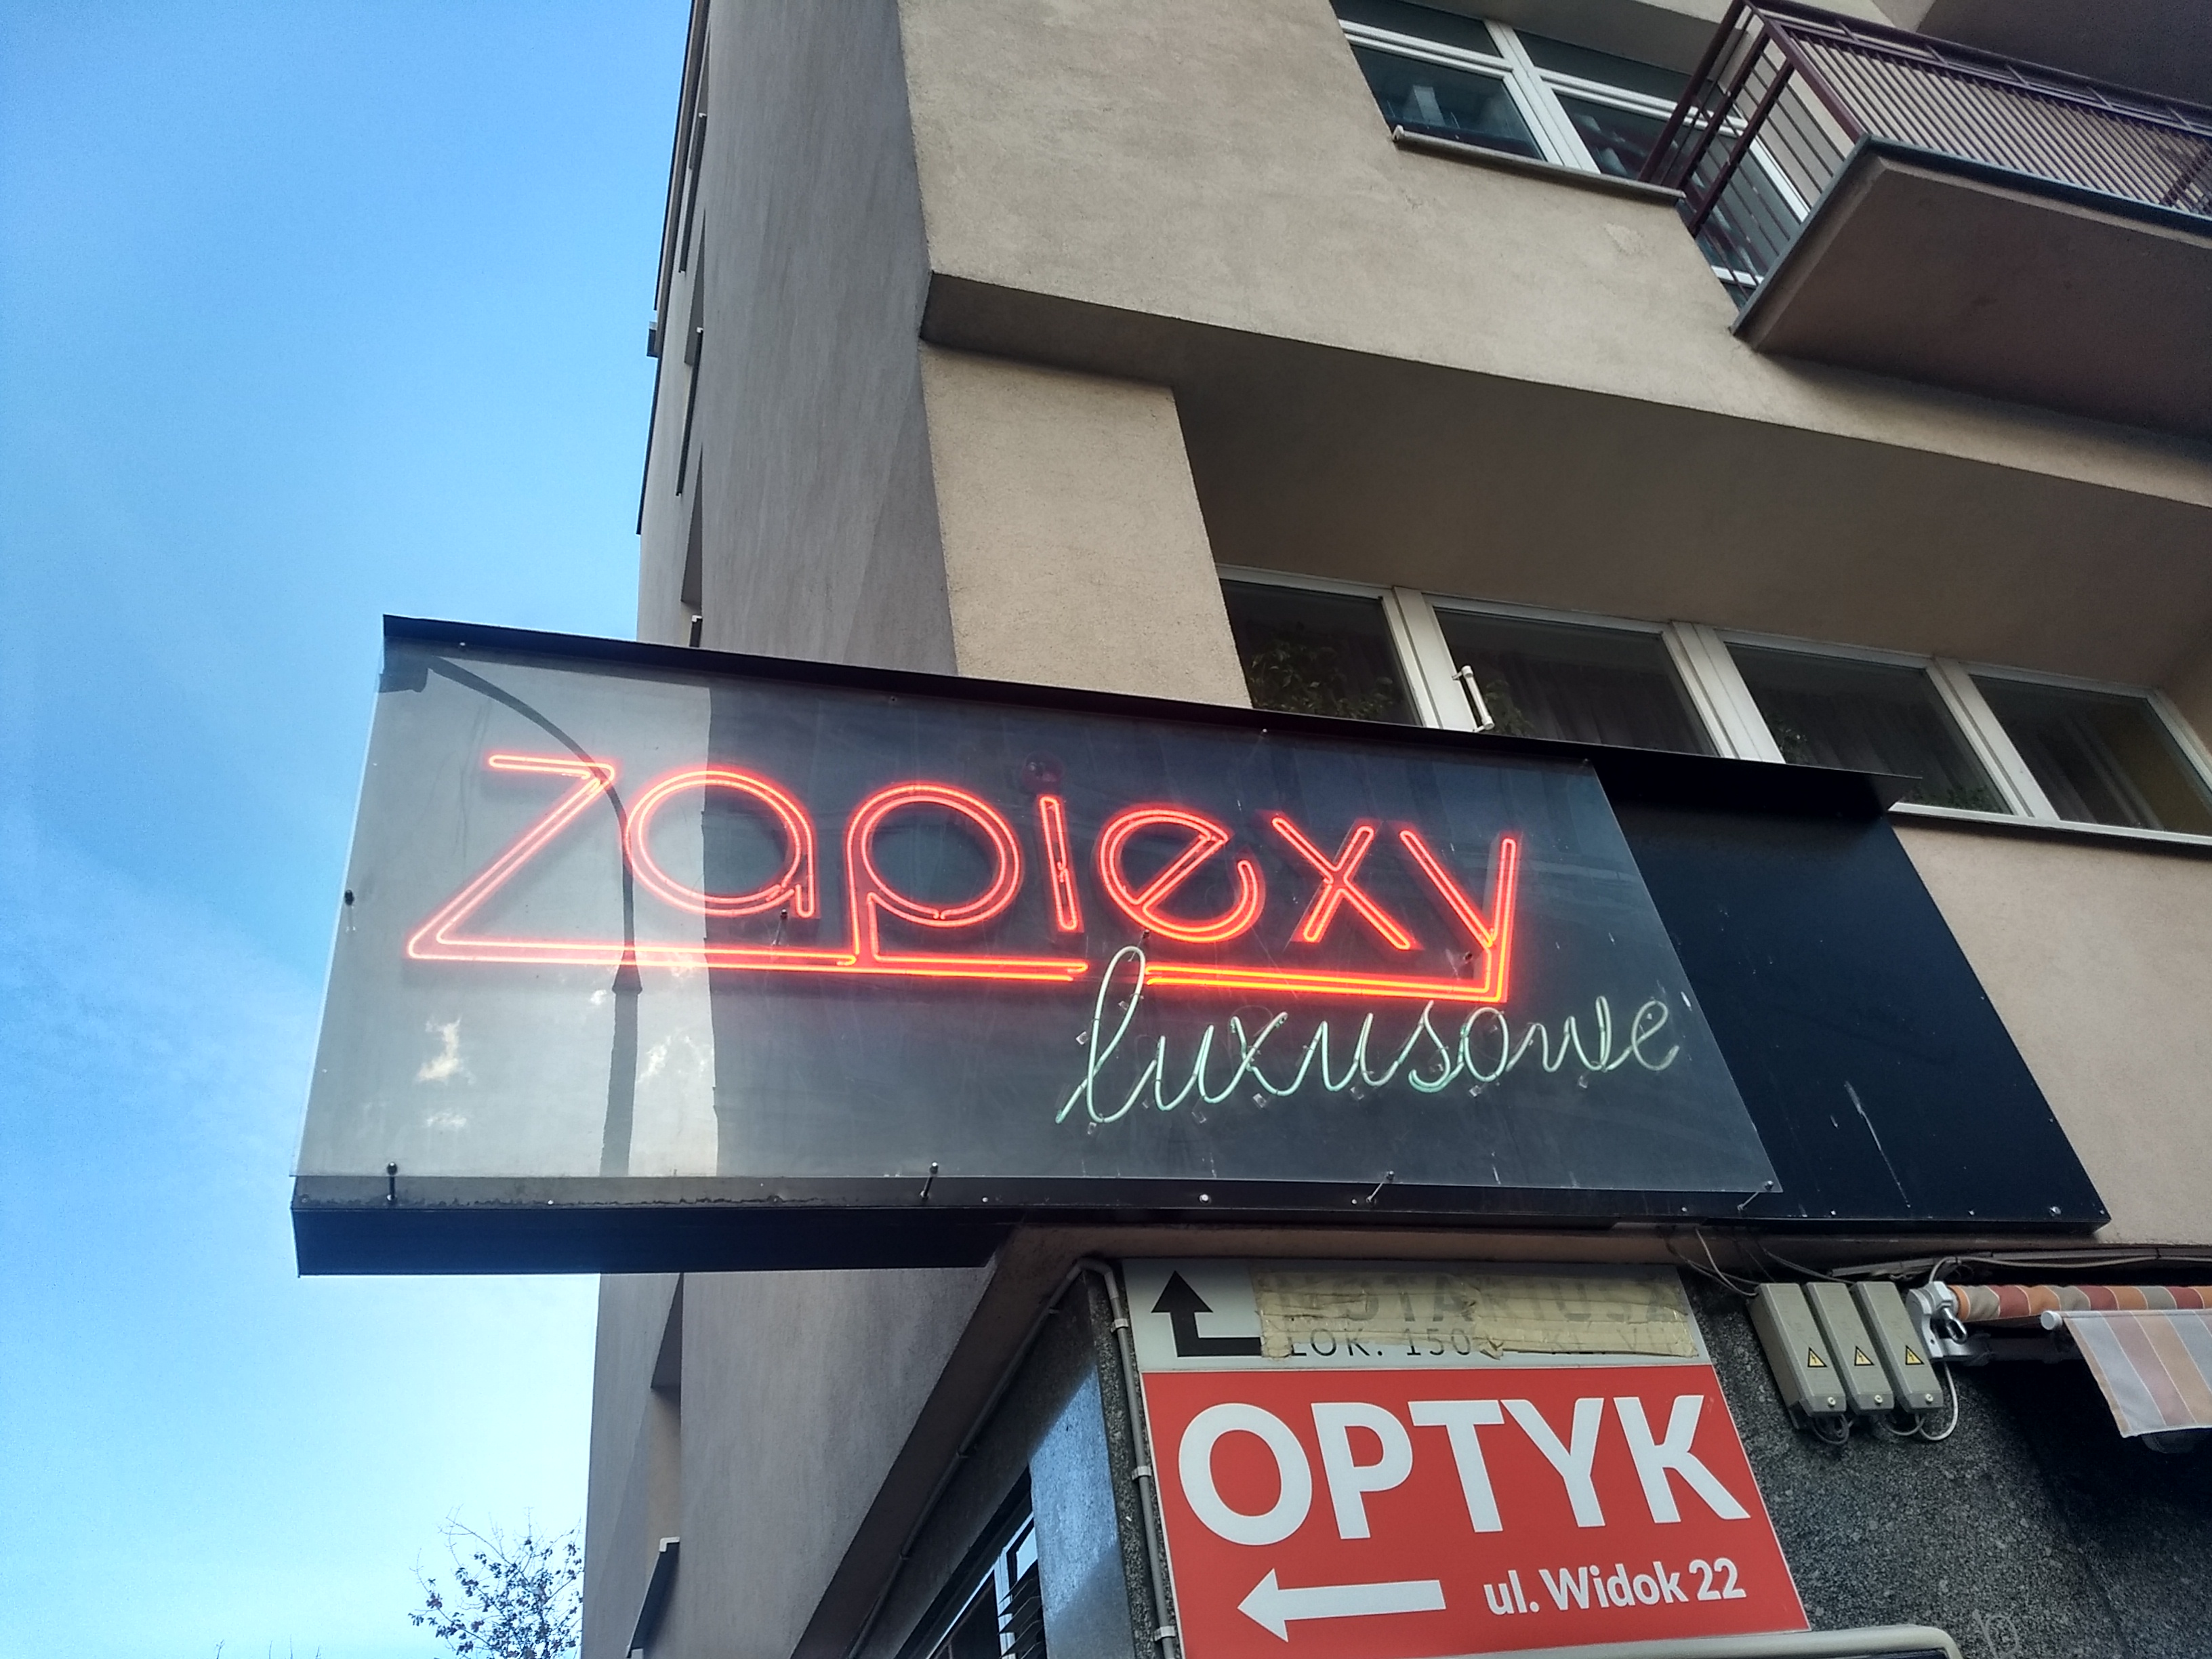 zapiexy
luxusowe
LOK. 150
OPTYK
ul. Widok 22